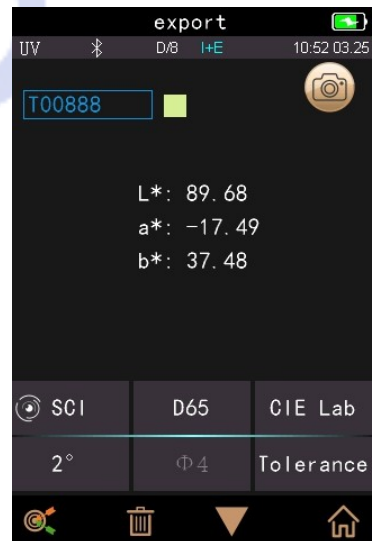 export
UV D/8 I+E 10:52 03.25
T00888
L*: 89.68
a*: -17.49
b*: 37.48
SCI D65 CIE Lab
2° Φ4 Tolerance